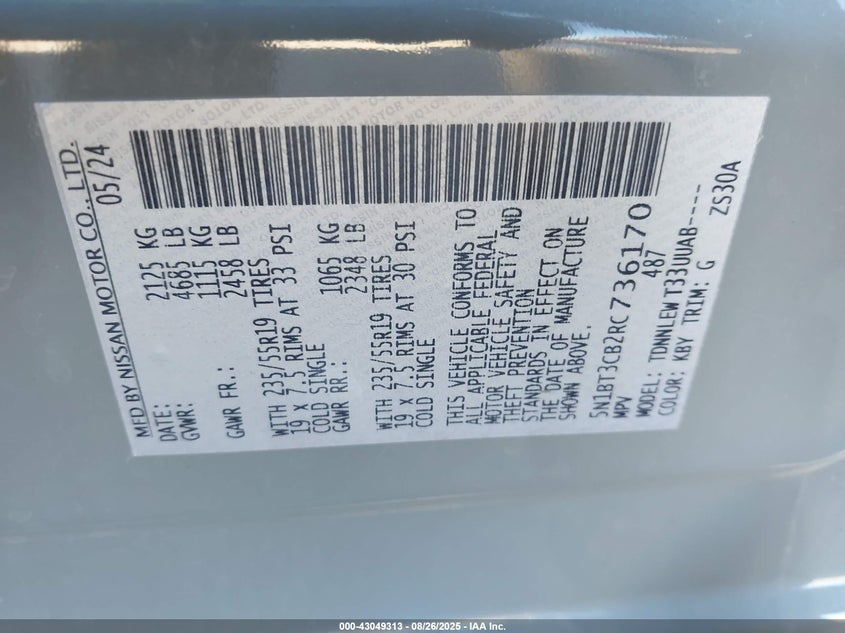 MFD BY NISSAN MOTOR CO., LTD.
DATE: 05/24
GVWR: 2125 KG
4685 LB
GAWR FR.: 1115 KG
2458 LB
WITH 235/55R19 TIRES
19 x 7.5 RIMS AT 33 PSI
COLD SINGLE
GAWR RR.: 1065 KG
2348 LB
WITH 235/55R19 TIRES
19 x 7.5 RIMS AT 30 PSI
COLD SINGLE
THIS VEHICLE CONFORMS TO
ALL APPLICABLE FEDERAL
MOTOR VEHICLE SAFETY AND
THEFT PREVENTION
STANDARDS IN EFFECT ON
THE DATE OF MANUFACTURE
SHOWN ABOVE.
5N1BT3CB2RC736170
MPV 487
MODEL: TDNNLEW T33UUAB----
COLOR: KBY TRIM: G ZS30A
000-43049313 - 08/26/2025 - IAA Inc.